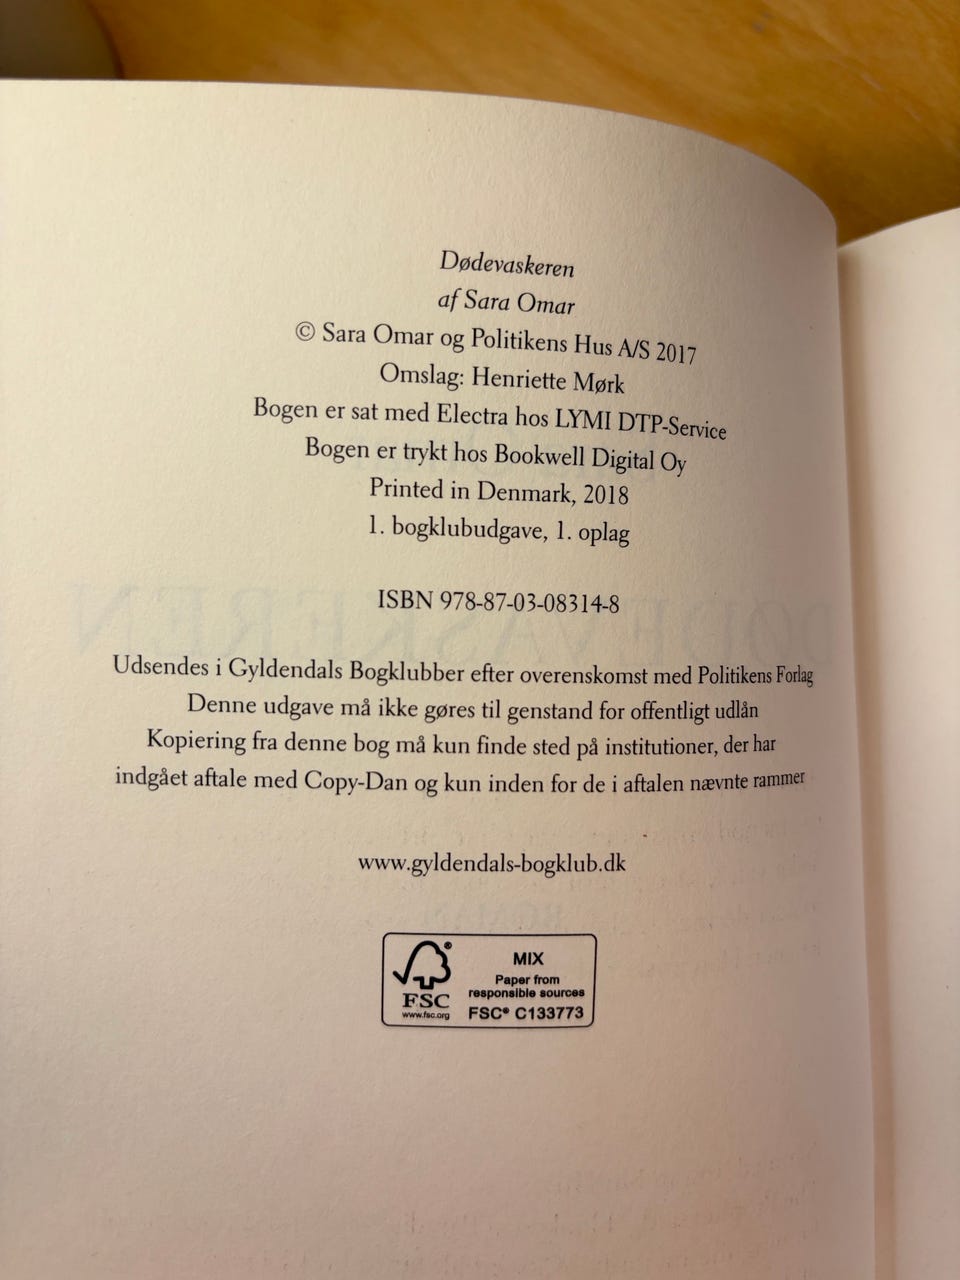 Dødevaskeren
af Sara Omar
© Sara Omar og Politikens Hus A/S 2017
Omslag: Henriette Mørk
Bogen er sat med Electra hos LYMI DTP-Service
Bogen er trykt hos Bookwell Digital Oy
Printed in Denmark, 2018
1. bogklubudgave, 1. oplag
ISBN 978-87-03-08314-8
Udsendes i Gyldendals Bogklubber efter overenskomst med Politikens Forlag
Denne udgave må ikke gøres til genstand for offentligt udlån
Kopiering fra denne bog må kun finde sted på institutioner, der har
indgået aftale med Copy-Dan og kun inden for de i aftalen nævnte rammer
www.gyldendals-bogklub.dk
FSC®
www.fsc.org
MIX
Paper from
responsible sources
FSC® C133773